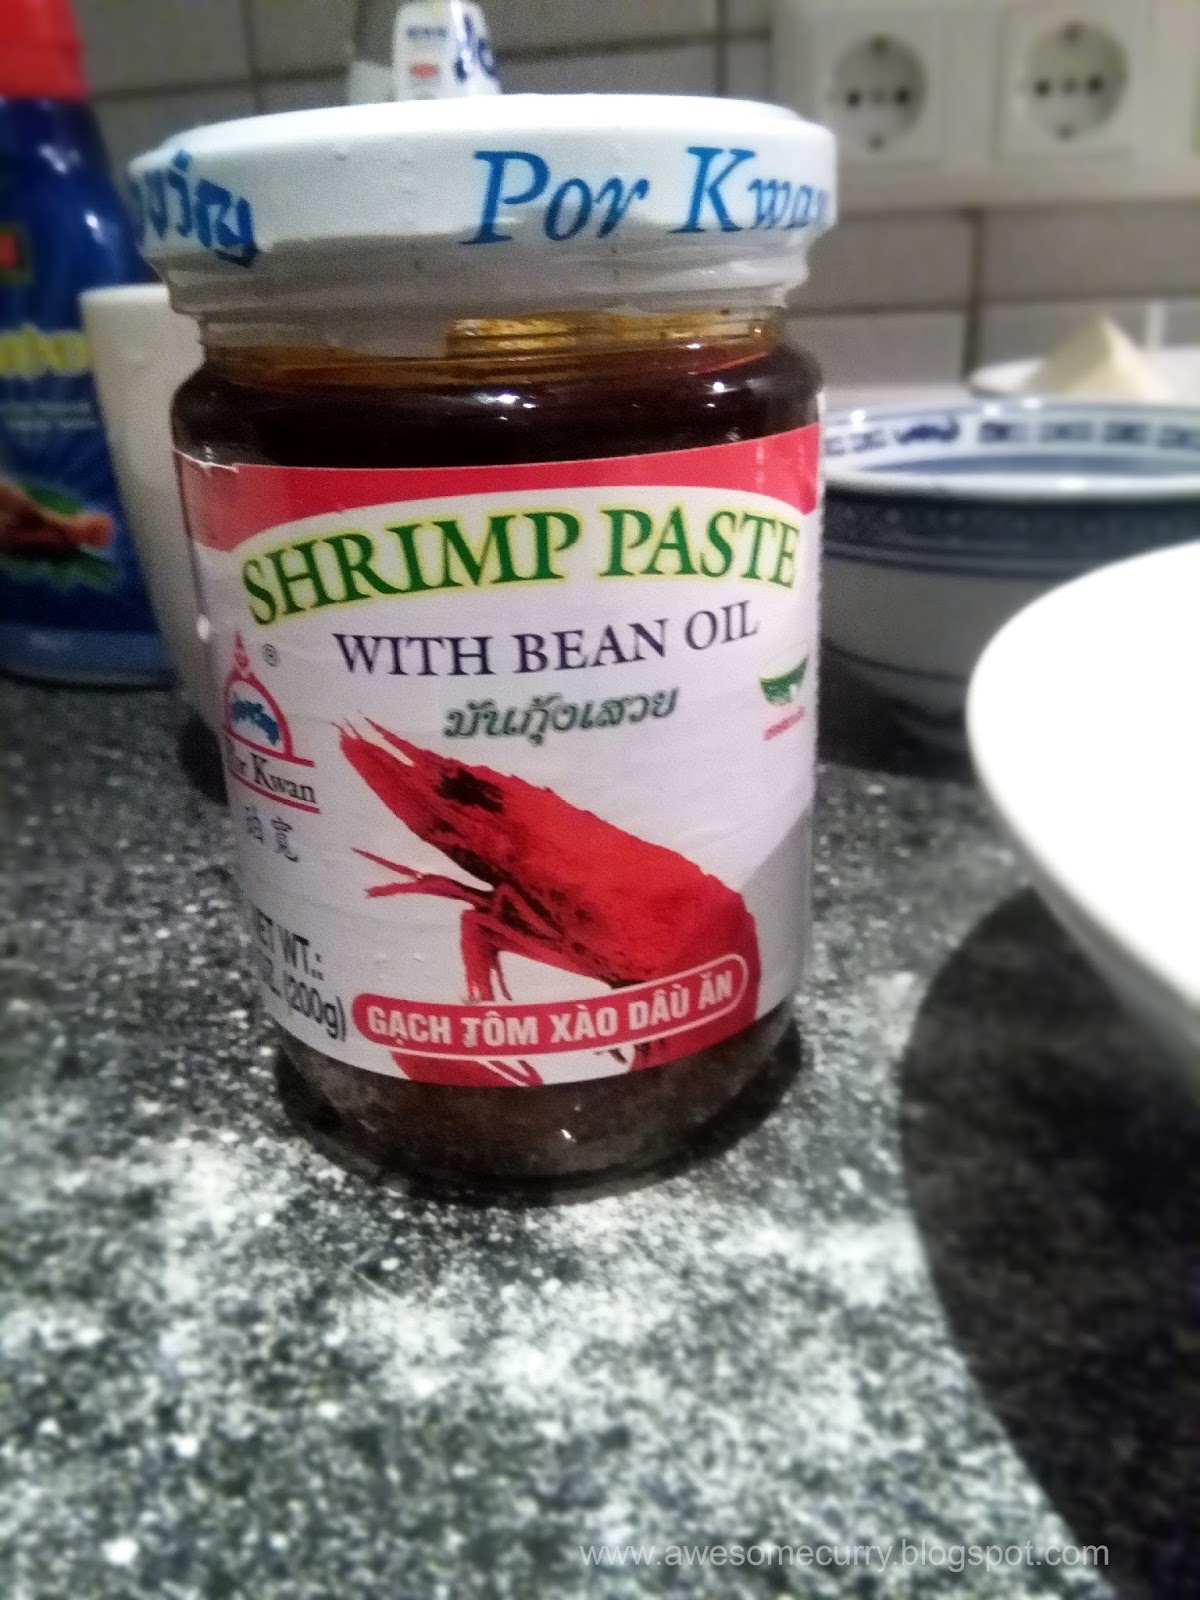 Por Kwan
SHRIMP PASTE
WITH BEAN OIL
มันกุ้งเสวย
®
Por Kwan
NET WT.:
OZ. (200g)
GẠCH TÔM XÀO DẦU ĂN
www.awesomecurry.blogspot.com